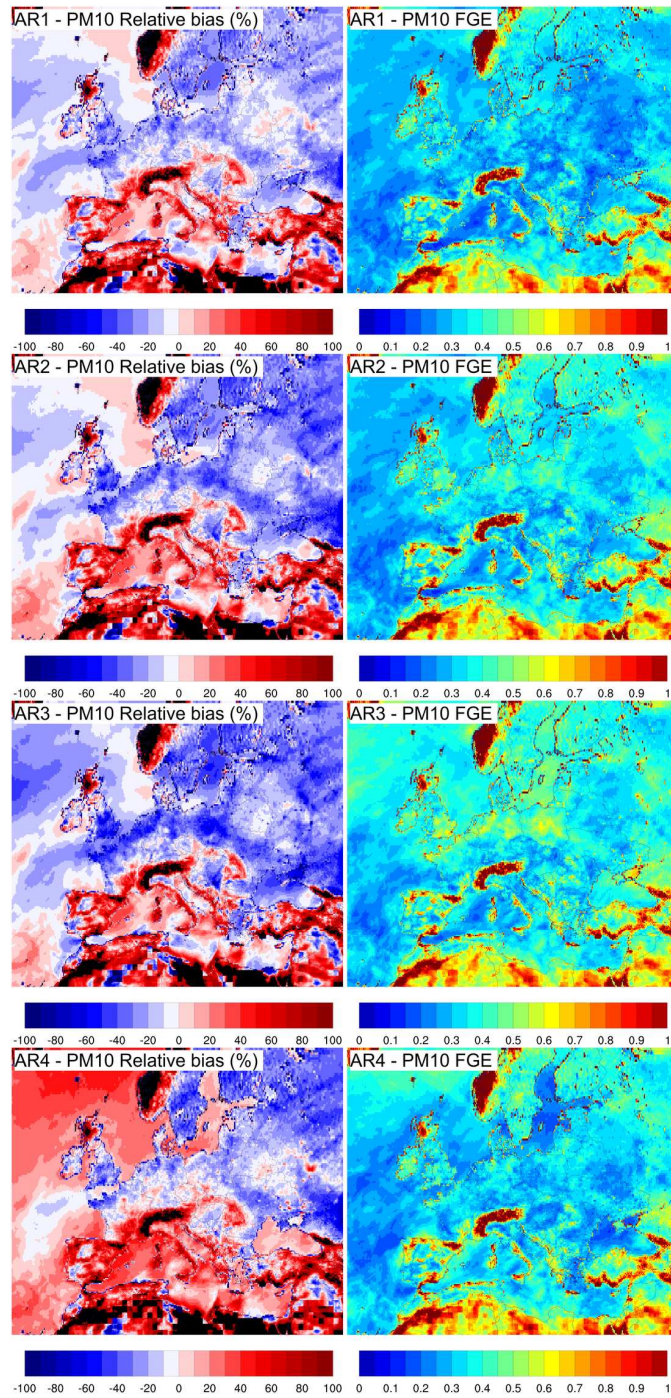 AR1 - PM10 Relative bias (%) AR1 - PM10 FGE
-100 -80 -60 -40 -20 0 20 40 60 80 100 0 0.1 0.2 0.3 0.4 0.5 0.6 0.7 0.8 0.9 1
AR2 - PM10 Relative bias (%) AR2 - PM10 FGE
-100 -80 -60 -40 -20 0 20 40 60 80 100 0 0.1 0.2 0.3 0.4 0.5 0.6 0.7 0.8 0.9 1
AR3 - PM10 Relative bias (%) AR3 - PM10 FGE
-100 -80 -60 -40 -20 0 20 40 60 80 100 0 0.1 0.2 0.3 0.4 0.5 0.6 0.7 0.8 0.9 1
AR4 - PM10 Relative bias (%) AR4 - PM10 FGE
-100 -80 -60 -40 -20 0 20 40 60 80 100 0 0.1 0.2 0.3 0.4 0.5 0.6 0.7 0.8 0.9 1